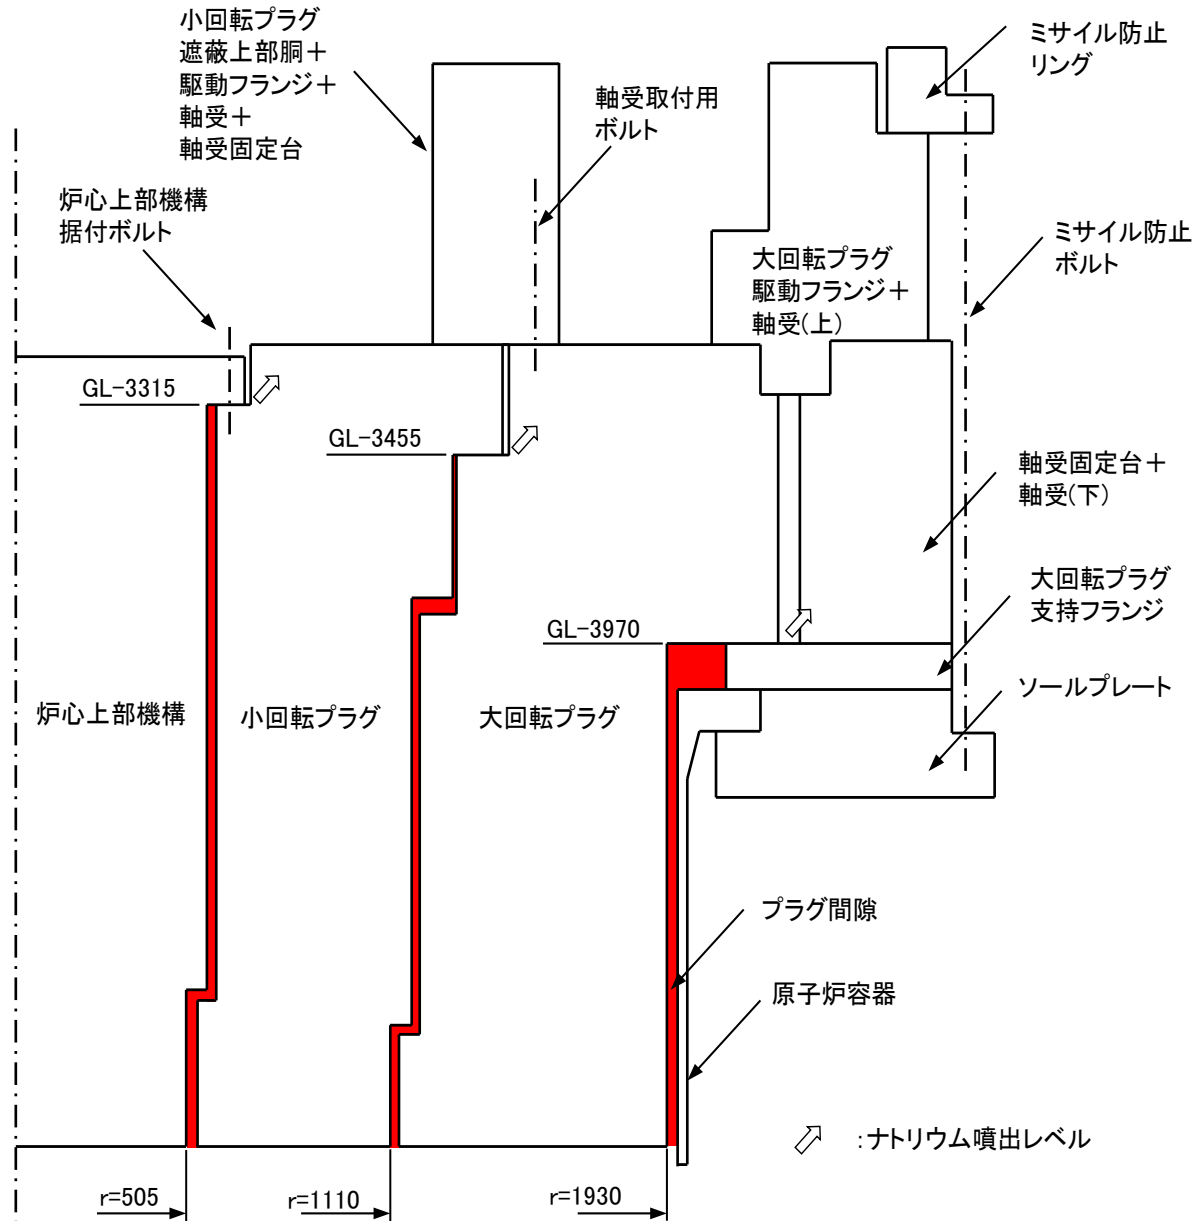 小回転プラグ
遮蔽上部胴＋
駆動フランジ＋
軸受＋
軸受固定台
軸受取付用
ボルト
ミサイル防止
リング
炉心上部機構
据付ボルト
ミサイル防止
ボルト
大回転プラグ
駆動フランジ＋
軸受(上)
GL-3315
GL-3455
軸受固定台＋
軸受(下)
大回転プラグ
支持フランジ
GL-3970
ソールプレート
炉心上部機構
小回転プラグ
大回転プラグ
プラグ間隙
原子炉容器
:ナトリウム噴出レベル
r=505
r=1110
r=1930